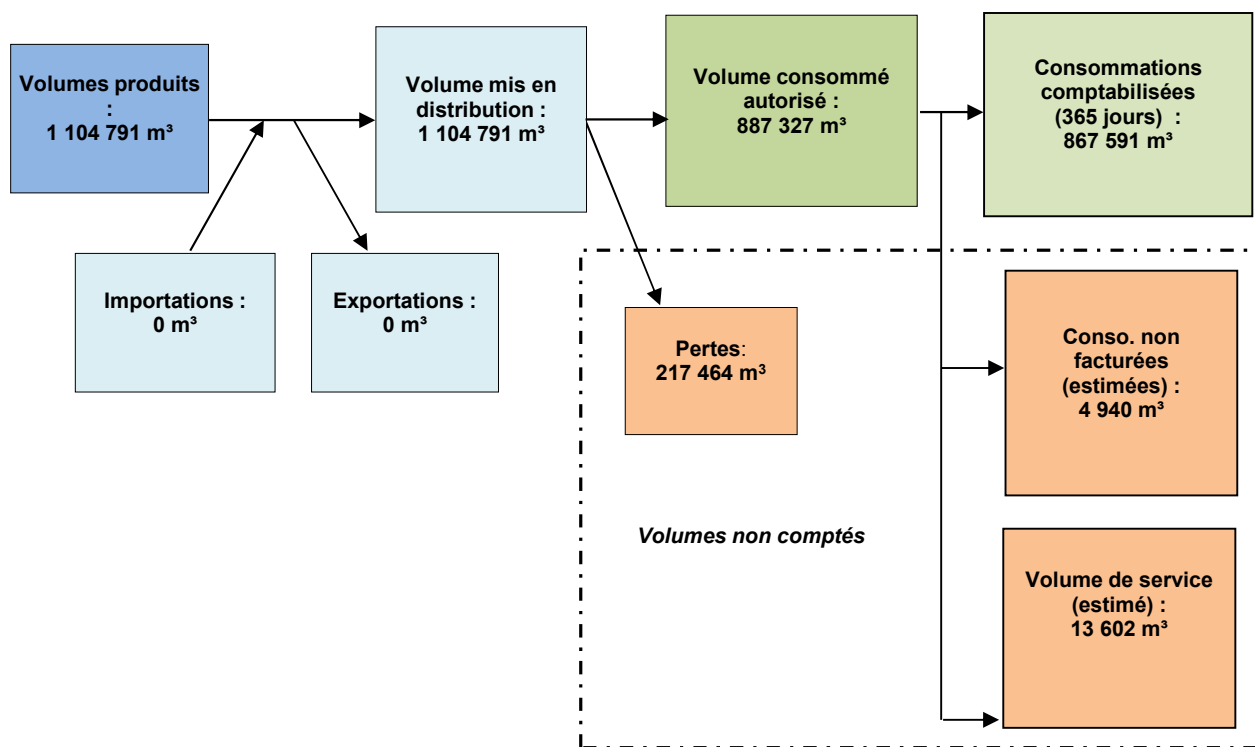 Volumes produits
:
1 104 791 m³
Volume mis en
distribution :
1 104 791 m³
Volume consommé
autorisé :
887 327 m³
Consommations
comptabilisées
(365 jours) :
867 591 m³
Importations :
0 m³
Exportations :
0 m³
Pertes:
217 464 m³
Conso. non
facturées
(estimées) :
4 940 m³
Volumes non comptés
Volume de service
(estimé) :
13 602 m³